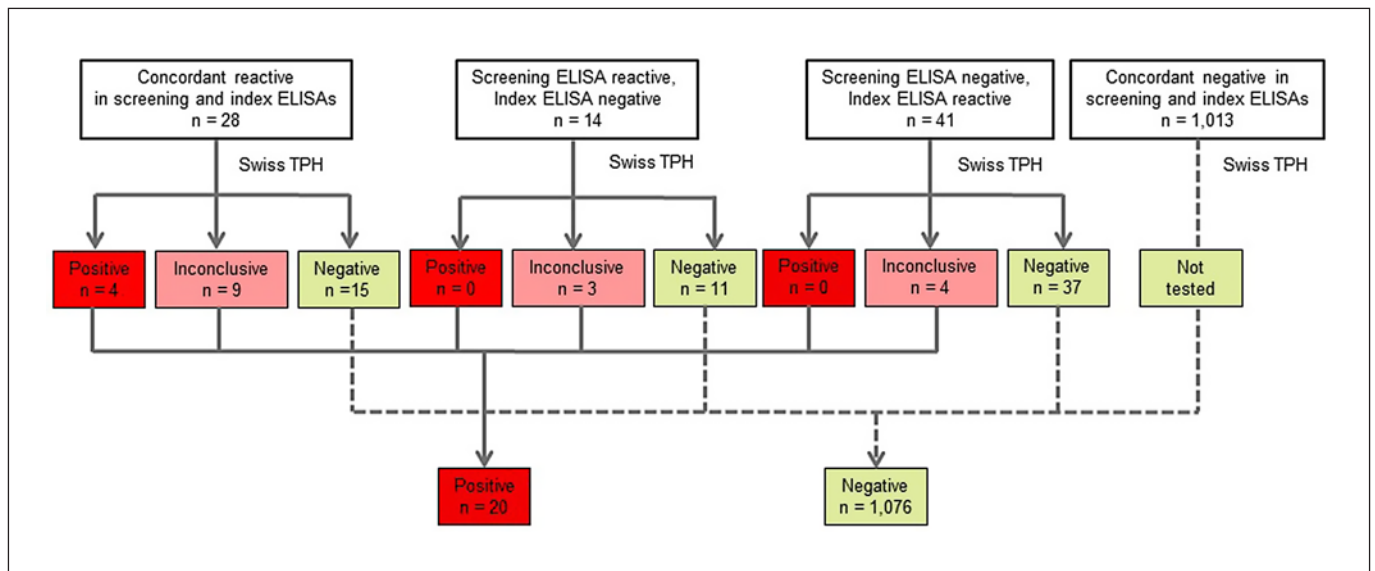 Concordant reactive
in screening and index ELISAs
n = 28
Screening ELISA reactive,
Index ELISA negative
n = 14
Screening ELISA negative,
Index ELISA reactive
n = 41
Concordant negative in
screening and index ELISAs
n = 1,013
Swiss TPH
Swiss TPH
Swiss TPH
Swiss TPH
Positive
n = 4
Inconclusive
n = 9
Negative
n =15
Positive
n = 0
Inconclusive
n = 3
Negative
n = 11
Positive
n = 0
Inconclusive
n = 4
Negative
n = 37
Not
tested
Positive
n = 20
Negative
n = 1,076